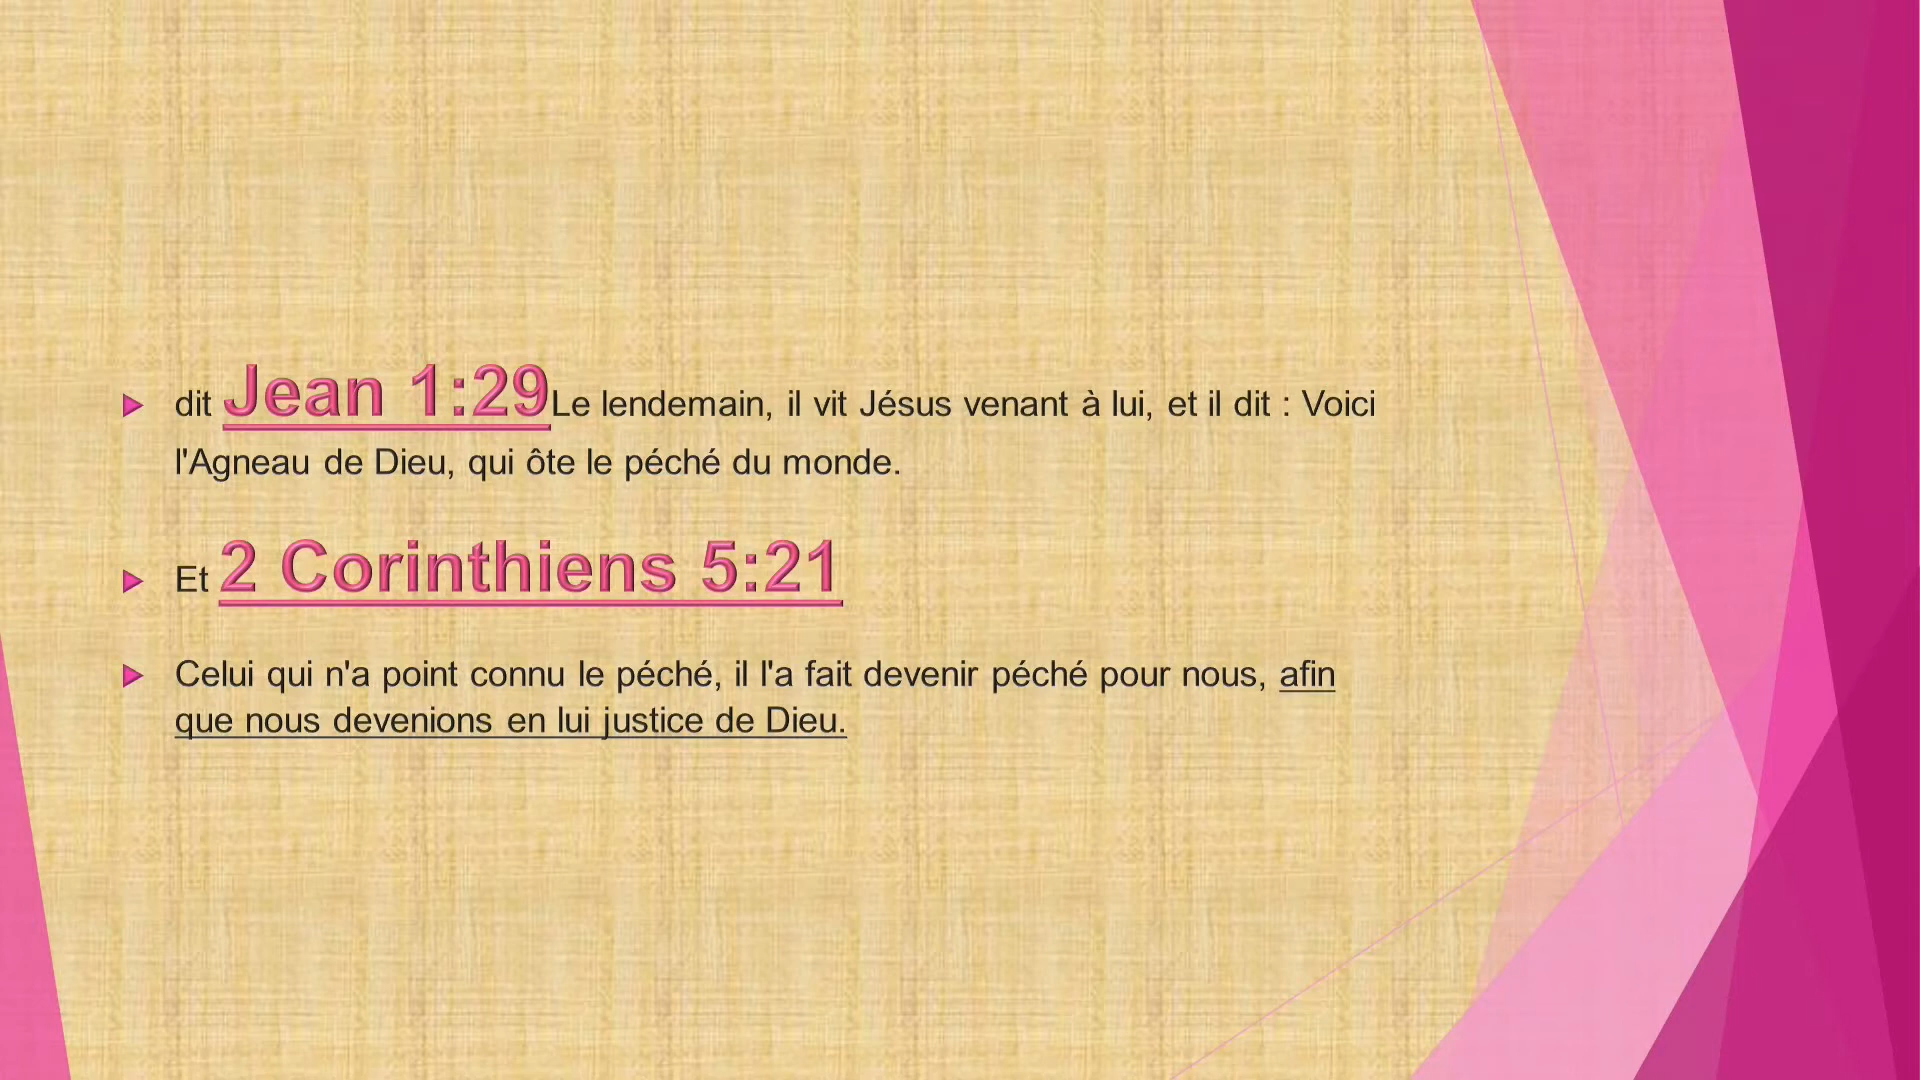 dit Jean 1:29Le lendemain, il vit Jésus venant à lui, et il dit : Voici
l'Agneau de Dieu, qui ôte le péché du monde.
Et 2 Corinthiens 5:21
Celui qui n'a point connu le péché, il l'a fait devenir péché pour nous, afin
que nous devenions en lui justice de Dieu.